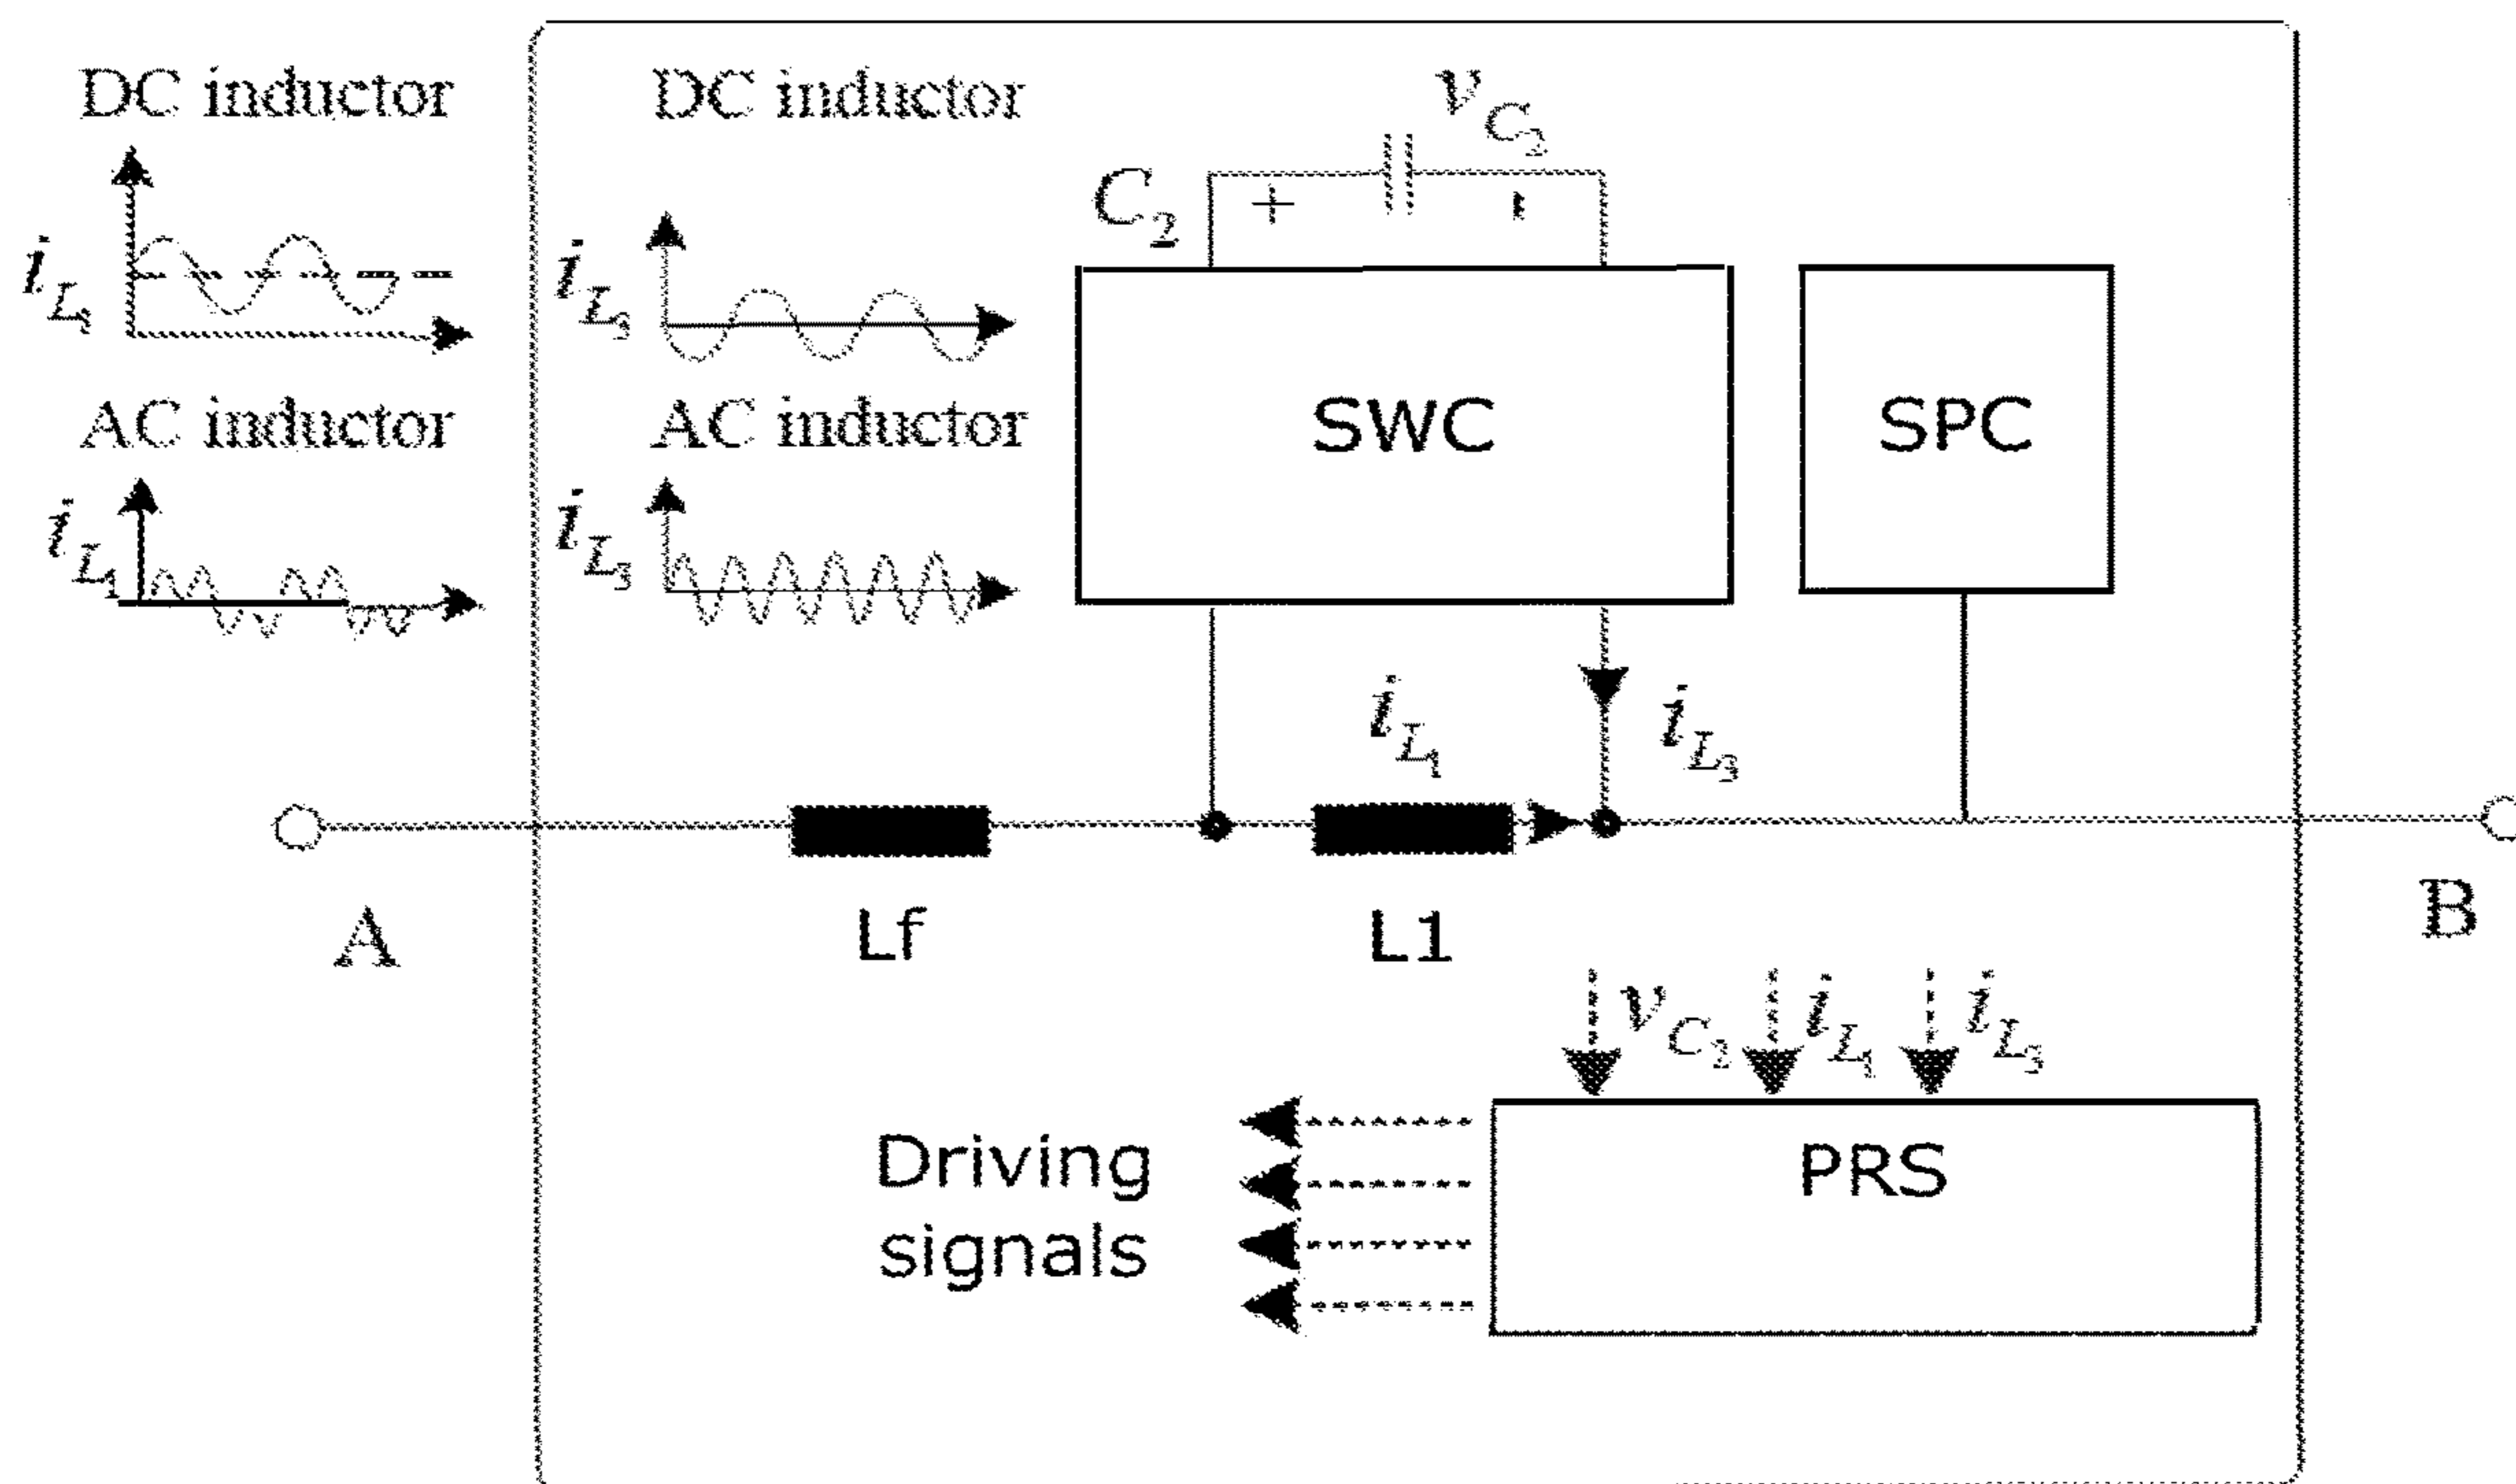 DC inductor
i_L1
AC inductor
i_L1
DC inductor
i_L3
AC inductor
i_L3
C_2
v_C2
+
-
SWC
SPC
i_L1
i_L3
A
Lf
L1
B
v_C2
i_L1
i_L3
Driving
signals
PRS